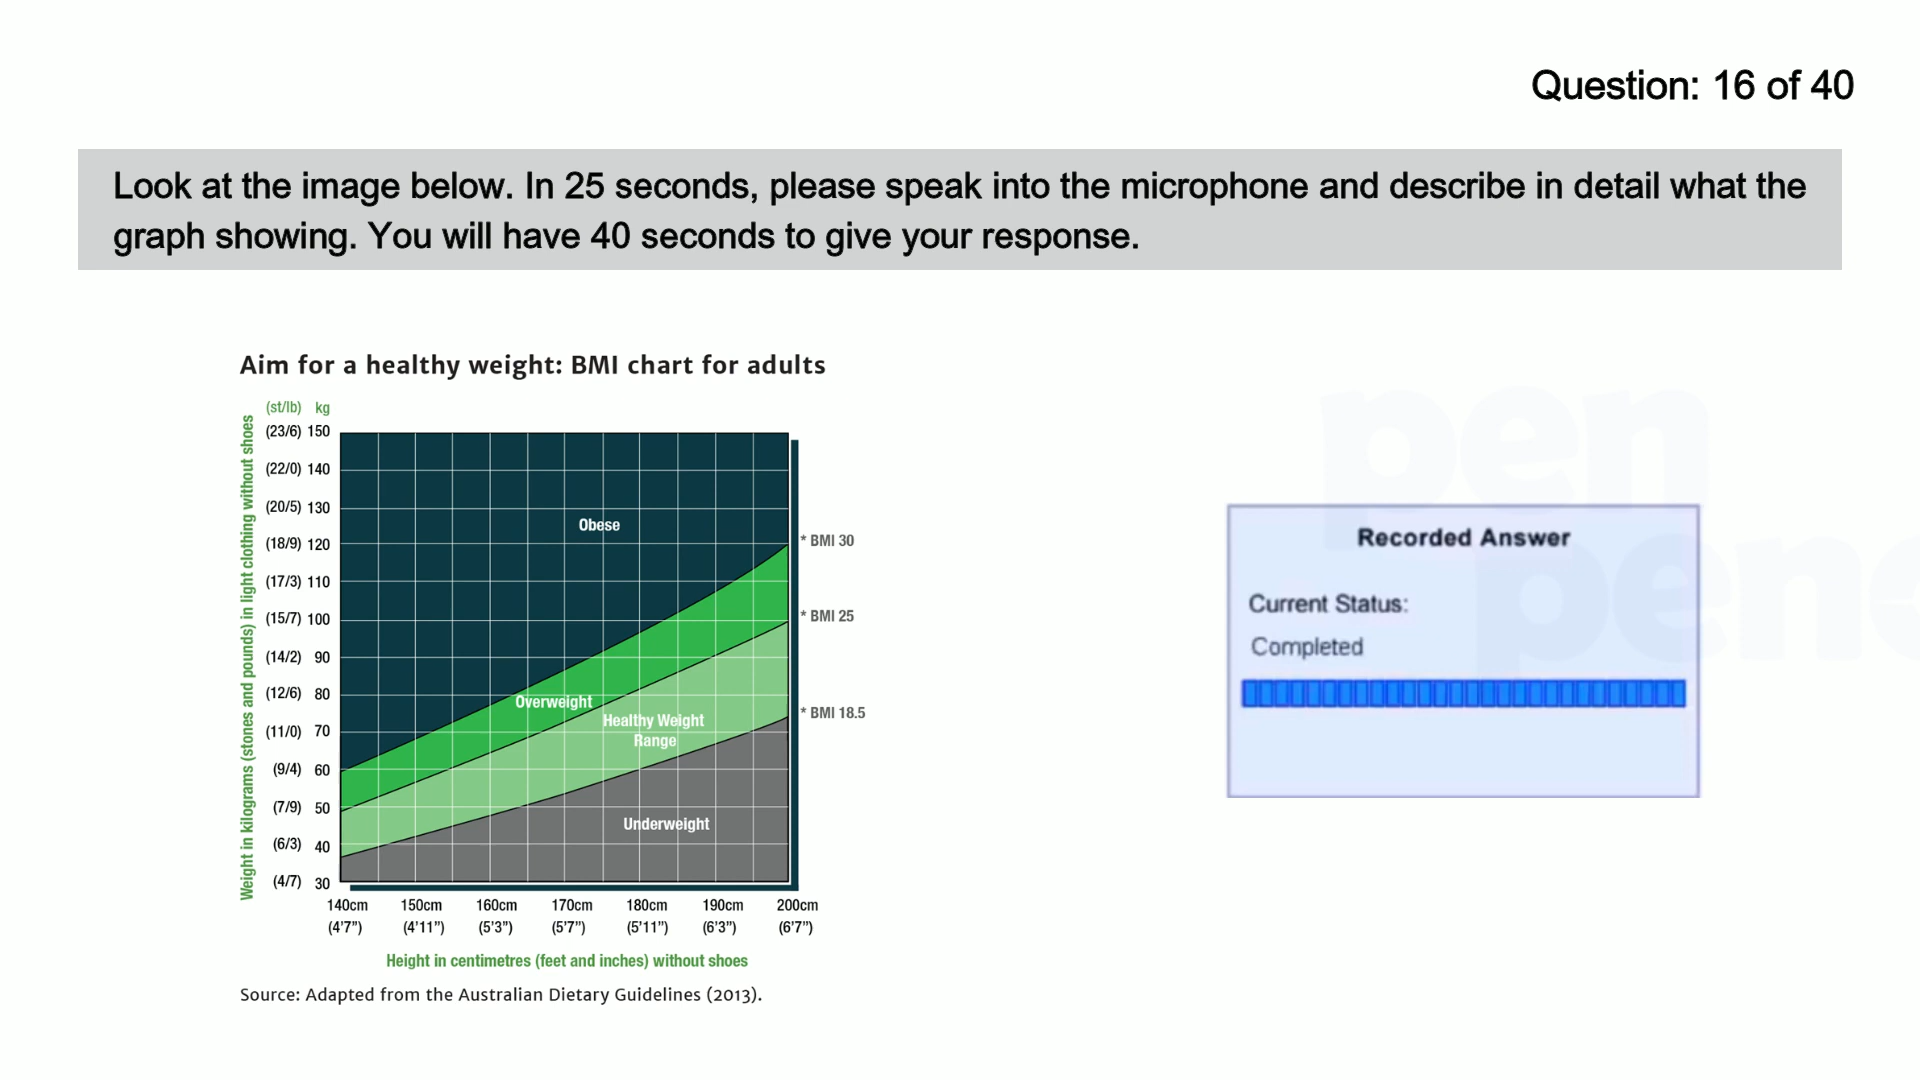 Question: 16 of 40
Look at the image below. In 25 seconds, please speak into the microphone and describe in detail what the
graph showing. You will have 40 seconds to give your response.
Aim for a healthy weight: BMI chart for adults
Weight in kilograms (stones and pounds) in light clothing without shoes
(st/lb) kg
(23/6) 150
(22/0) 140
(20/5) 130
(18/9) 120
(17/3) 110
(15/7) 100
(14/2) 90
(12/6) 80
(11/0) 70
(9/4) 60
(7/9) 50
(6/3) 40
(4/7) 30
Obese
Overweight
Healthy Weight
Range
Underweight
* BMI 30
* BMI 25
* BMI 18.5
140cm 150cm 160cm 170cm 180cm 190cm 200cm
(4'7") (4'11") (5'3") (5'7") (5'11") (6'3") (6'7")
Height in centimetres (feet and inches) without shoes
Source: Adapted from the Australian Dietary Guidelines (2013).
pen
penc
Recorded Answer
Current Status:
Completed